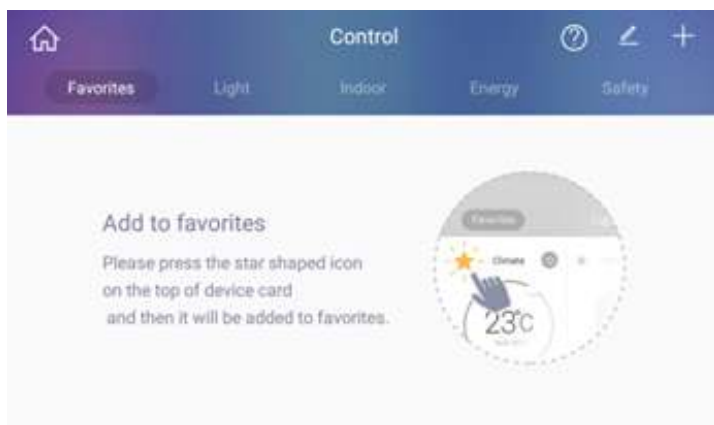 Control
Favorites Light Indoor Energy Safety
Add to favorites
Please press the star shaped icon
on the top of device card
and then it will be added to favorites.
Favorites
Climate
23°C